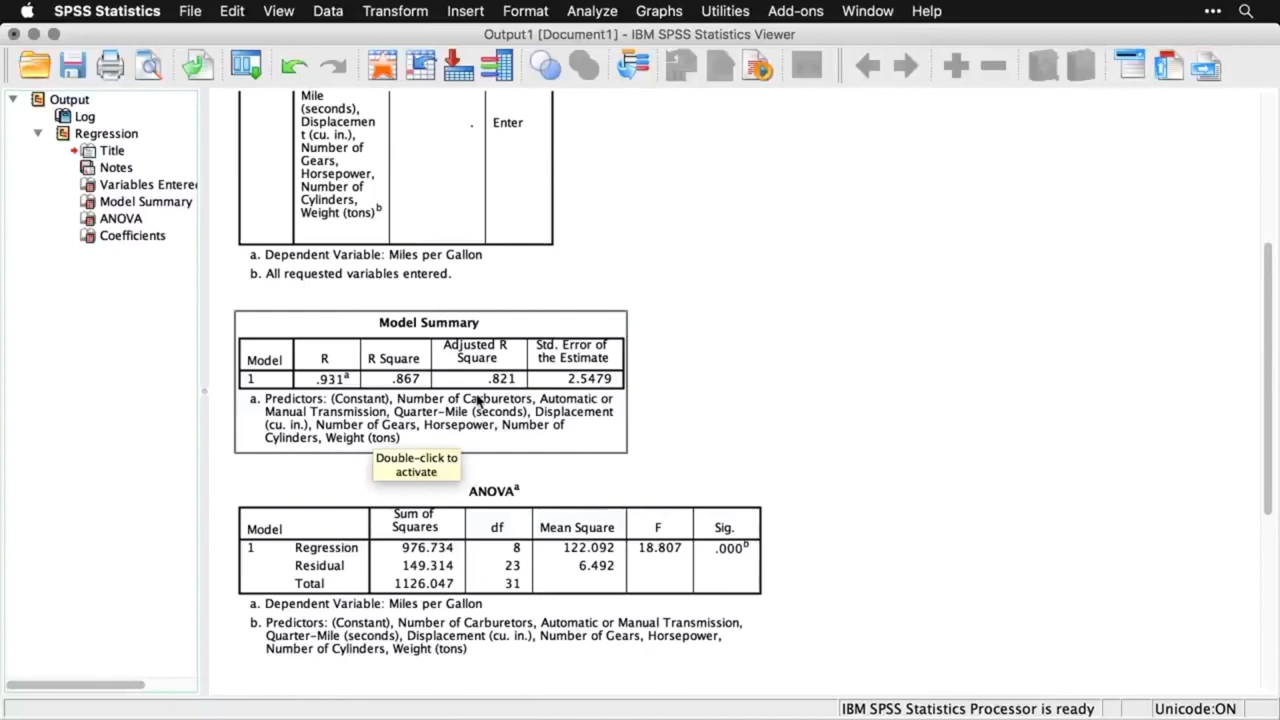 SPSS Statistics File Edit View Data Transform Insert Format Analyze Graphs Utilities Add-ons Window Help
Output1 [Document1] - IBM SPSS Statistics Viewer
Output
Log
Regression
Title
Notes
Variables Entere
Model Summary
ANOVA
Coefficients
Mile
(seconds),
Displacemen
t (cu. in.),
Number of
Gears,
Horsepower,
Number of
Cylinders,
Weight (tons)b
. Enter
a. Dependent Variable: Miles per Gallon
b. All requested variables entered.
Model Summary
Model R R Square Adjusted R Square Std. Error of the Estimate
1 .931a .867 .821 2.5479
a. Predictors: (Constant), Number of Carburetors, Automatic or
Manual Transmission, Quarter-Mile (seconds), Displacement
(cu. in.), Number of Gears, Horsepower, Number of
Cylinders, Weight (tons)
Double-click to
activate
ANOVAa
Model Sum of Squares df Mean Square F Sig.
1 Regression 976.734 8 122.092 18.807 .000b
Residual 149.314 23 6.492
Total 1126.047 31
a. Dependent Variable: Miles per Gallon
b. Predictors: (Constant), Number of Carburetors, Automatic or Manual Transmission,
Quarter-Mile (seconds), Displacement (cu. in.), Number of Gears, Horsepower,
Number of Cylinders, Weight (tons)
IBM SPSS Statistics Processor is ready Unicode:ON